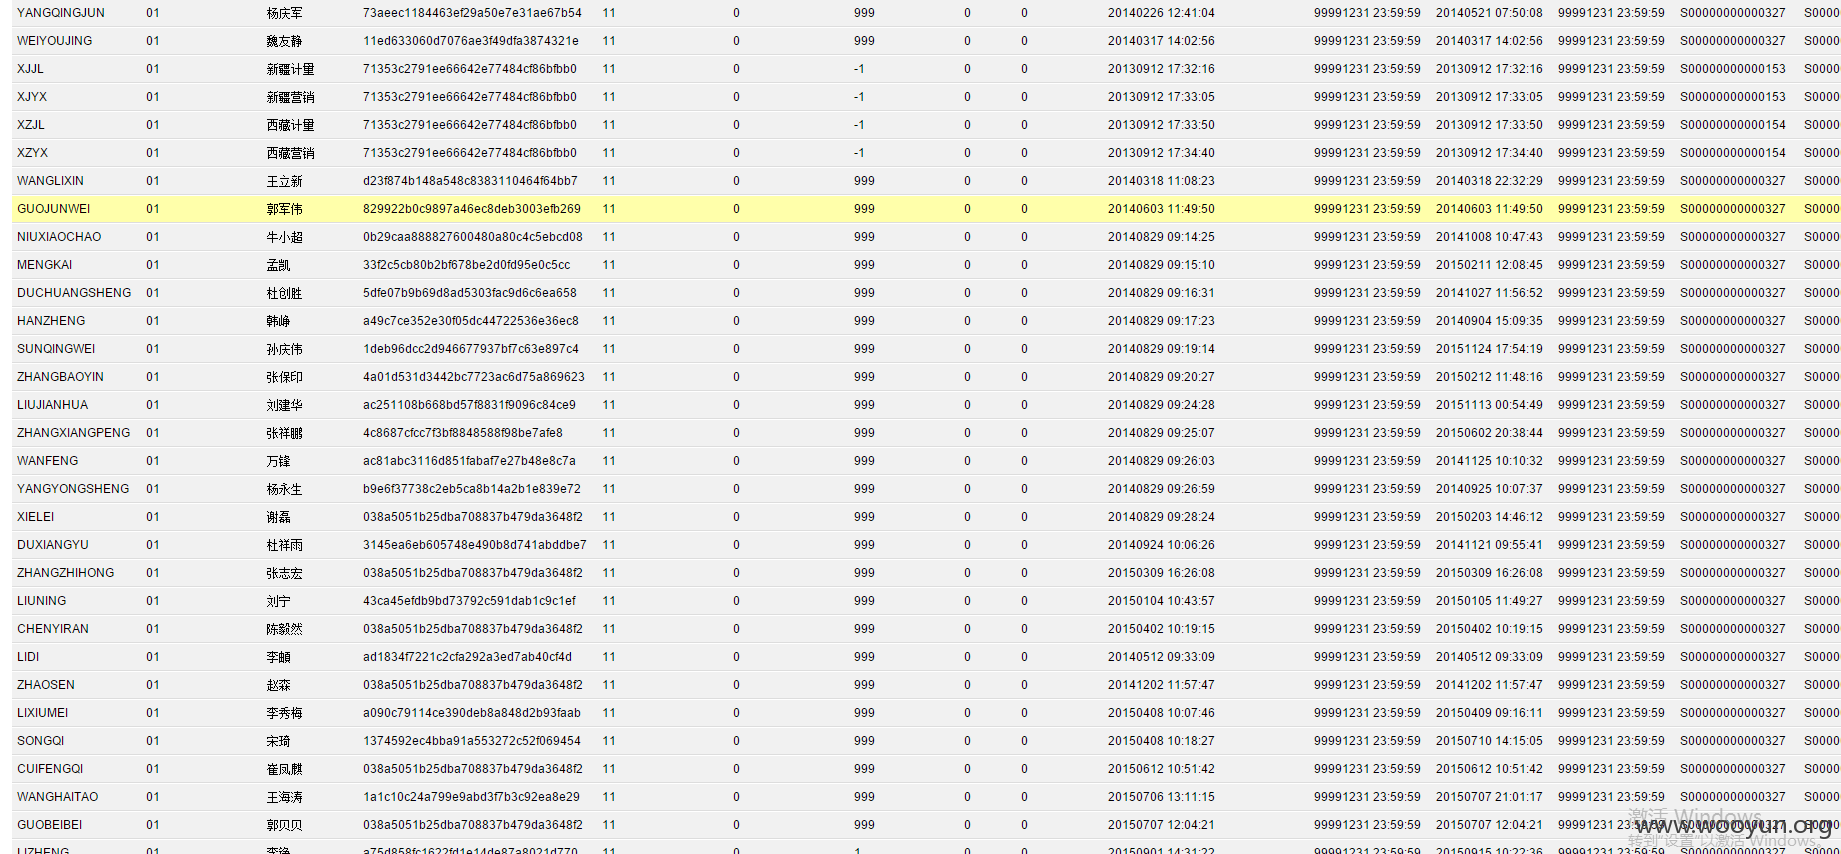 YANGQINGJUN 01 杨庆军 73aeec1184463ef29a50e7e31ae67b54 11 0 999 0 0 20140226 12:41:04 99991231 23:59:59 20140521 07:50:08 99991231 23:59:59 S00000000000327 S0000
WEIYOUJING 01 魏友静 11ed633060d7076ae3f49dfa3874321e 11 0 999 0 0 20140317 14:02:56 99991231 23:59:59 20140317 14:02:56 99991231 23:59:59 S00000000000327 S0000
XJJL 01 新疆计量 71353c2791ee66642e77484cf86bfbb0 11 0 -1 0 0 20130912 17:32:16 99991231 23:59:59 20130912 17:32:16 99991231 23:59:59 S00000000000153 S0000
XJYX 01 新疆营销 71353c2791ee66642e77484cf86bfbb0 11 0 -1 0 0 20130912 17:33:05 99991231 23:59:59 20130912 17:33:05 99991231 23:59:59 S00000000000153 S0000
XZJL 01 西藏计量 71353c2791ee66642e77484cf86bfbb0 11 0 -1 0 0 20130912 17:33:50 99991231 23:59:59 20130912 17:33:50 99991231 23:59:59 S00000000000154 S0000
XZYX 01 西藏营销 71353c2791ee66642e77484cf86bfbb0 11 0 -1 0 0 20130912 17:34:40 99991231 23:59:59 20130912 17:34:40 99991231 23:59:59 S00000000000154 S0000
WANGLIXIN 01 王立新 d23f874b148a548c8383110464f64bb7 11 0 999 0 0 20140318 11:08:23 99991231 23:59:59 20140318 22:32:29 99991231 23:59:59 S00000000000327 S0000
GUOJUNWEI 01 郭军伟 829922b0c9897a46ec8deb3003efb269 11 0 999 0 0 20140603 11:49:50 99991231 23:59:59 20140603 11:49:50 99991231 23:59:59 S00000000000327 S0000
NIUXIAOCHAO 01 牛小超 0b29caa888827600480a80c4c5ebcd08 11 0 999 0 0 20140829 09:14:25 99991231 23:59:59 20141008 10:47:43 99991231 23:59:59 S00000000000327 S0000
MENGKAI 01 孟凯 33f2c5cb80b2bf678be2d0fd95e0c5cc 11 0 999 0 0 20140829 09:15:10 99991231 23:59:59 20150211 12:08:45 99991231 23:59:59 S00000000000327 S0000
DUCHUANGSHENG 01 杜创胜 5dfe07b9b69d8ad5303fac9d6c6ea658 11 0 999 0 0 20140829 09:16:31 99991231 23:59:59 20141027 11:56:52 99991231 23:59:59 S00000000000327 S0000
HANZHENG 01 韩峥 a49c7ce352e30f05dc44722536e36ec8 11 0 999 0 0 20140829 09:17:23 99991231 23:59:59 20140904 15:09:35 99991231 23:59:59 S00000000000327 S0000
SUNQINGWEI 01 孙庆伟 1deb96dcc2d946677937bf7c63e897c4 11 0 999 0 0 20140829 09:19:14 99991231 23:59:59 20151124 17:54:19 99991231 23:59:59 S00000000000327 S0000
ZHANGBAOYIN 01 张保印 4a01d531d3442bc7723ac6d75a869623 11 0 999 0 0 20140829 09:20:27 99991231 23:59:59 20150212 11:48:16 99991231 23:59:59 S00000000000327 S0000
LIUJIANHUA 01 刘建华 ac251108b668bd57f8831f9096c84ce9 11 0 999 0 0 20140829 09:24:28 99991231 23:59:59 20151113 00:54:49 99991231 23:59:59 S00000000000327 S0000
ZHANGXIANGPENG 01 张祥鹏 4c8687cfcc7f3bf8848588f98be7afe8 11 0 999 0 0 20140829 09:25:07 99991231 23:59:59 20150602 20:38:44 99991231 23:59:59 S00000000000327 S0000
WANFENG 01 万锋 ac81abc3116d851fabaf7e27b48e8c7a 11 0 999 0 0 20140829 09:26:03 99991231 23:59:59 20141125 10:10:32 99991231 23:59:59 S00000000000327 S0000
YANGYONGSHENG 01 杨永生 b9e6f37738c2eb5ca8b14a2b1e839e72 11 0 999 0 0 20140829 09:26:59 99991231 23:59:59 20140925 10:07:37 99991231 23:59:59 S00000000000327 S0000
XIELEI 01 谢磊 038a5051b25dba708837b479da3648f2 11 0 999 0 0 20140829 09:28:24 99991231 23:59:59 20150203 14:46:12 99991231 23:59:59 S00000000000327 S0000
DUXIANGYU 01 杜祥雨 3145ea6eb605748e490b8d741abddbe7 11 0 999 0 0 20140924 10:06:26 99991231 23:59:59 20141121 09:55:41 99991231 23:59:59 S00000000000327 S0000
ZHANGZHIHONG 01 张志宏 038a5051b25dba708837b479da3648f2 11 0 999 0 0 20150309 16:26:08 99991231 23:59:59 20150309 16:26:08 99991231 23:59:59 S00000000000327 S0000
LIUNING 01 刘宁 43ca45efdb9bd73792c591dab1c9c1ef 11 0 999 0 0 20150104 10:43:57 99991231 23:59:59 20150105 11:49:27 99991231 23:59:59 S00000000000327 S0000
CHENYIRAN 01 陈毅然 038a5051b25dba708837b479da3648f2 11 0 999 0 0 20150402 10:19:15 99991231 23:59:59 20150402 10:19:15 99991231 23:59:59 S00000000000327 S0000
LIDI 01 李頔 ad1834f7221c2cfa292a3ed7ab40cf4d 11 0 999 0 0 20140512 09:33:09 99991231 23:59:59 20140512 09:33:09 99991231 23:59:59 S00000000000327 S0000
ZHAOSEN 01 赵森 038a5051b25dba708837b479da3648f2 11 0 999 0 0 20141202 11:57:47 99991231 23:59:59 20141202 11:57:47 99991231 23:59:59 S00000000000327 S0000
LIXIUMEI 01 李秀梅 a090c79114ce390deb8a848d2b93faab 11 0 999 0 0 20150408 10:07:46 99991231 23:59:59 20150409 09:16:11 99991231 23:59:59 S00000000000327 S0000
SONGQI 01 宋琦 1374592ec4bba91a553272c52f069454 11 0 999 0 0 20150408 10:18:27 99991231 23:59:59 20150710 14:15:05 99991231 23:59:59 S00000000000327 S0000
CUIFENGQI 01 崔凤麒 038a5051b25dba708837b479da3648f2 11 0 999 0 0 20150612 10:51:42 99991231 23:59:59 20150612 10:51:42 99991231 23:59:59 S00000000000327 S0000
WANGHAITAO 01 王海涛 1a1c10c24a799e9abd3f7b3c92ea8e29 11 0 999 0 0 20150706 13:11:15 99991231 23:59:59 20150707 21:01:17 99991231 23:59:59 S00000000000327 S0000
激活 Windows
GUOBEIBEI 01 郭贝贝 038a5051b25dba708837b479da3648f2 11 0 999 0 0 20150707 12:04:21 99991231 23:59:59 20150707 12:04:21 99991231 23:59:59 S00000000000327 S0000
www.wooyun.org
转到"设置"以激活 Windows。
LIZHENG 01 李铮 a75d858fc1622fd1e14de87a8021d770 11 0 1 0 0 20150901 14:31:22 99991231 23:59:59 20150915 10:22:36 99991231 23:59:59 S00000000000327 S0000